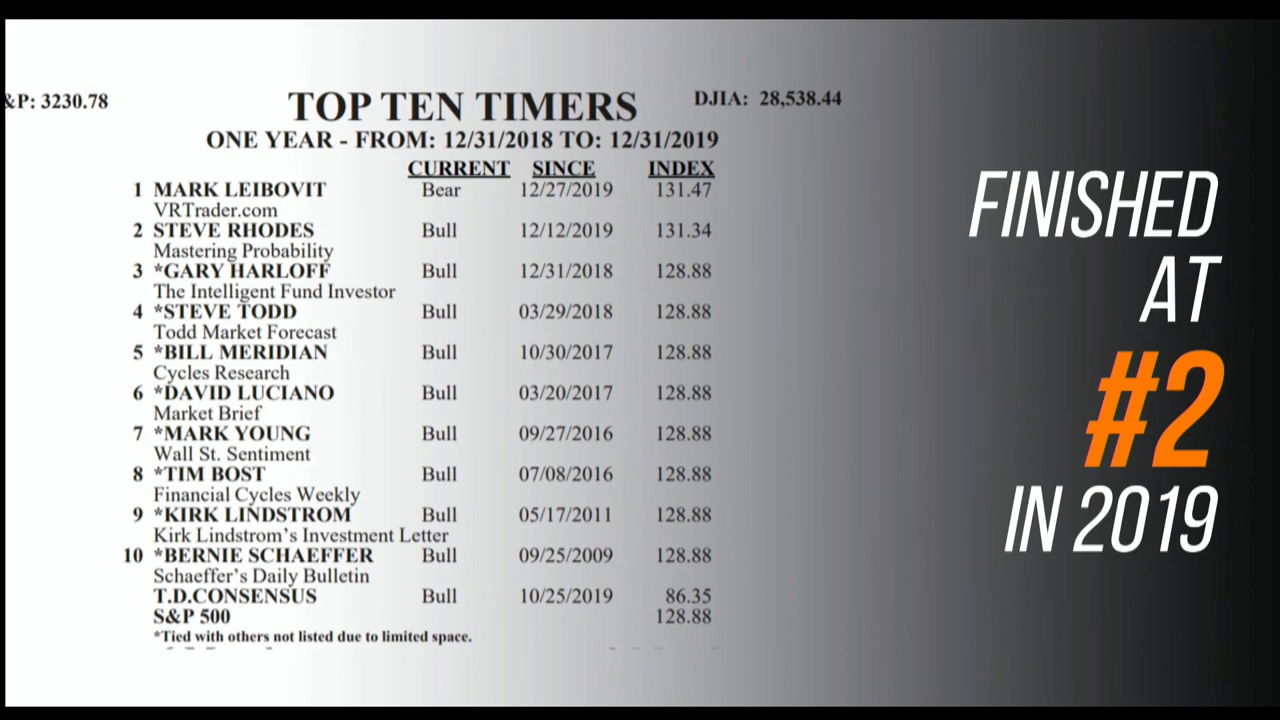 &P: 3230.78
TOP TEN TIMERS
DJIA: 28,538.44
ONE YEAR - FROM: 12/31/2018 TO: 12/31/2019
CURRENT SINCE INDEX
1 MARK LEIBOVIT Bear 12/27/2019 131.47
VRTrader.com
2 STEVE RHODES Bull 12/12/2019 131.34
Mastering Probability
3 *GARY HARLOFF Bull 12/31/2018 128.88
The Intelligent Fund Investor
4 *STEVE TODD Bull 03/29/2018 128.88
Todd Market Forecast
5 *BILL MERIDIAN Bull 10/30/2017 128.88
Cycles Research
6 *DAVID LUCIANO Bull 03/20/2017 128.88
Market Brief
7 *MARK YOUNG Bull 09/27/2016 128.88
Wall St. Sentiment
8 *TIM BOST Bull 07/08/2016 128.88
Financial Cycles Weekly
9 *KIRK LINDSTROM Bull 05/17/2011 128.88
Kirk Lindstrom's Investment Letter
10 *BERNIE SCHAEFFER Bull 09/25/2009 128.88
Schaeffer's Daily Bulletin
T.D.CONSENSUS Bull 10/25/2019 86.35
S&P 500 128.88
*Tied with others not listed due to limited space.
FINISHED
AT
#2
IN 2019